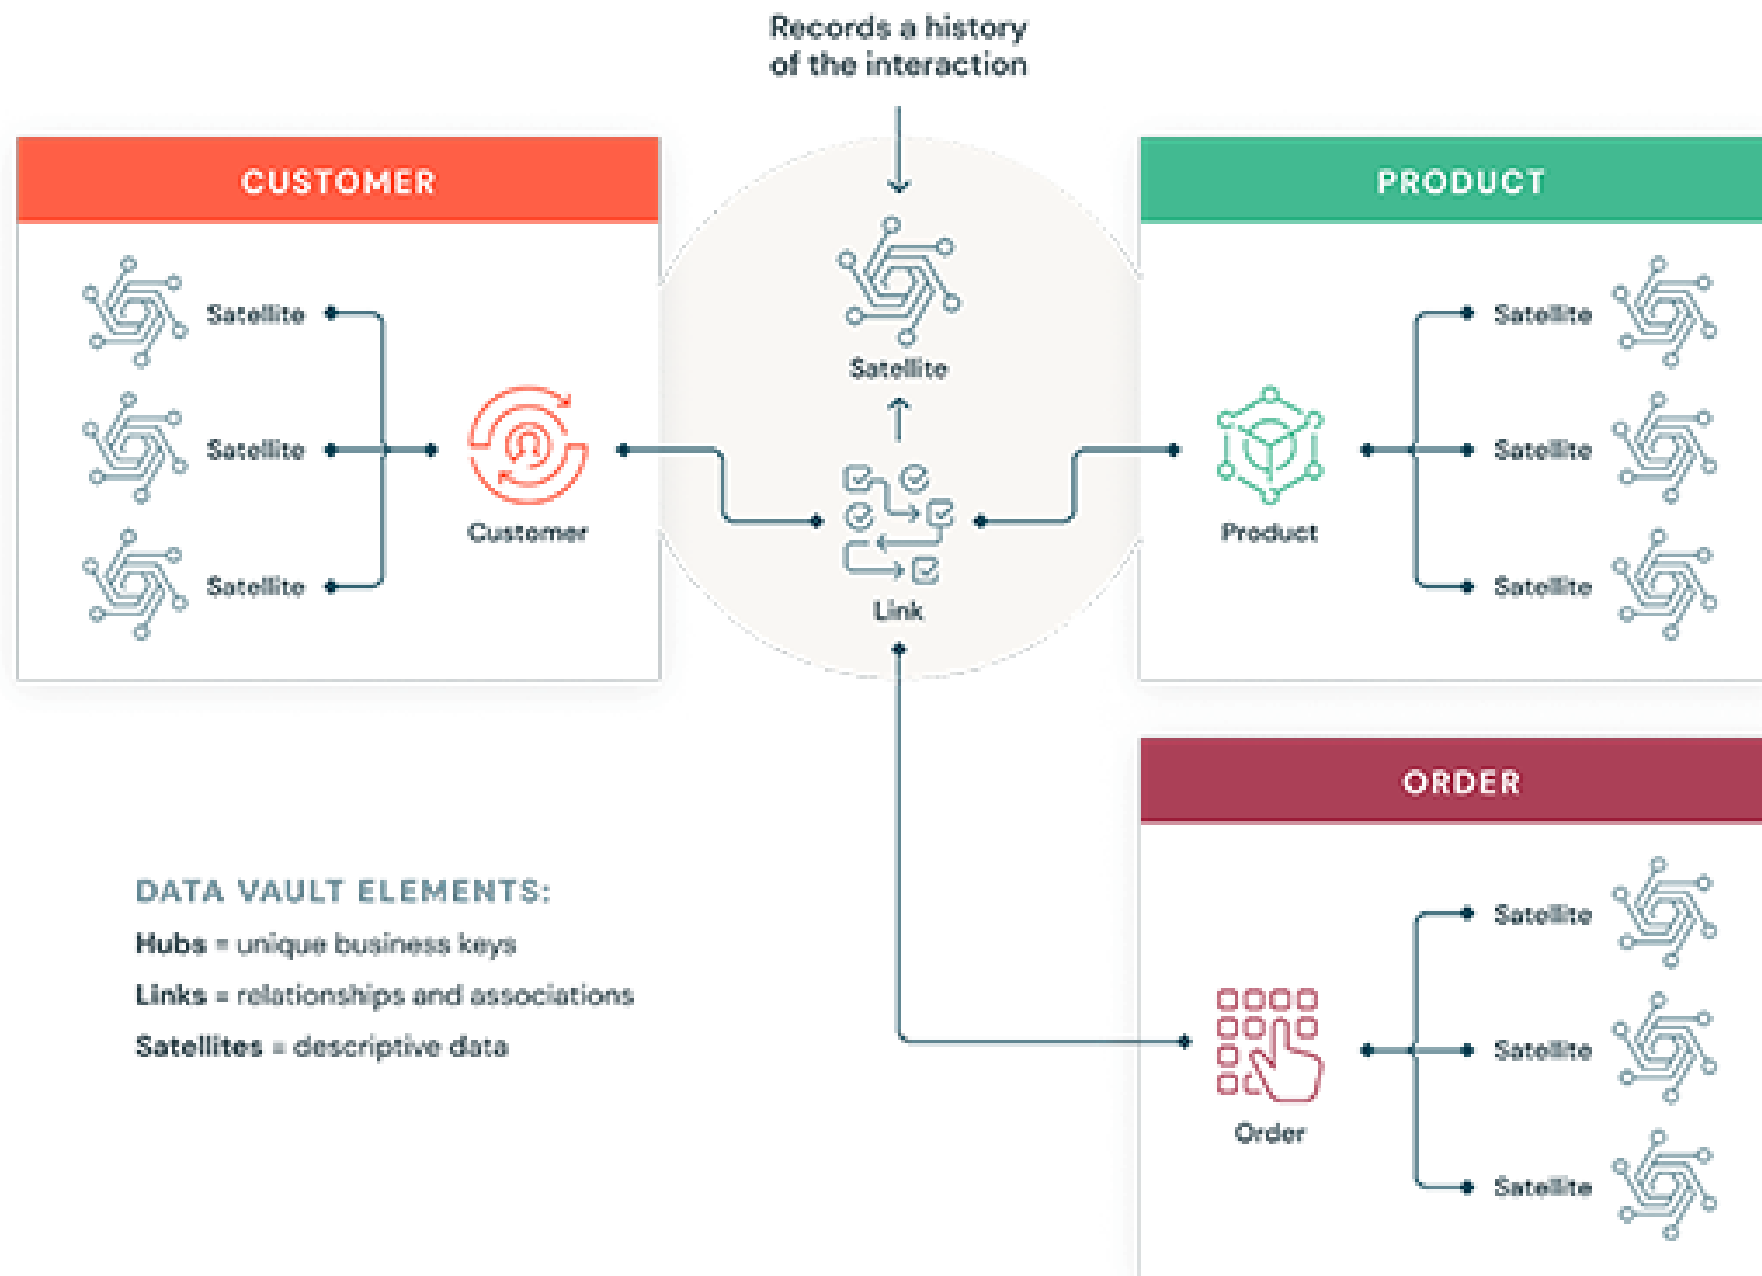 Records a history
of the interaction
CUSTOMER
Satellite
Satellite
Satellite
Customer
Satellite
Link
PRODUCT
Product
Satellite
Satellite
Satellite
ORDER
Order
Satellite
Satellite
Satellite
DATA VAULT ELEMENTS:
Hubs = unique business keys
Links = relationships and associations
Satellites = descriptive data